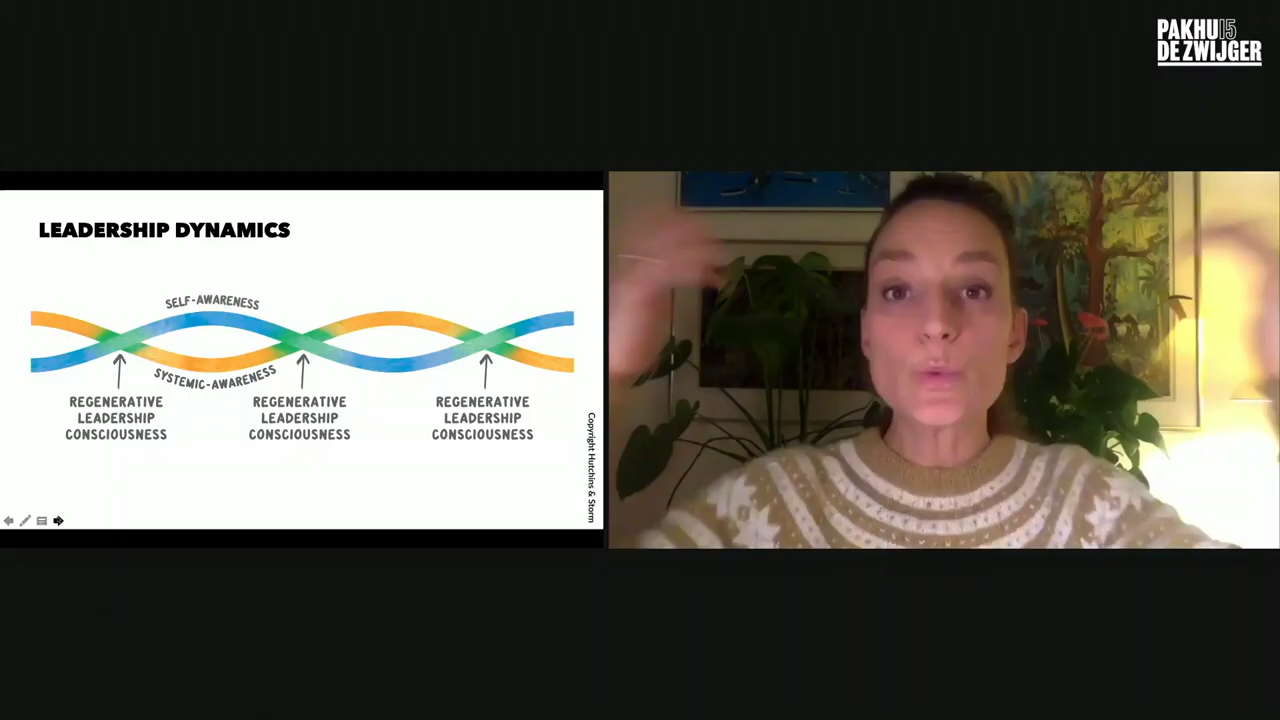 PAKHU15
DE ZWIJGER
LEADERSHIP DYNAMICS
SELF-AWARENESS
SYSTEMIC-AWARENESS
REGENERATIVE
LEADERSHIP
CONSCIOUSNESS
REGENERATIVE
LEADERSHIP
CONSCIOUSNESS
REGENERATIVE
LEADERSHIP
CONSCIOUSNESS
Copyright Hutchins & Storm